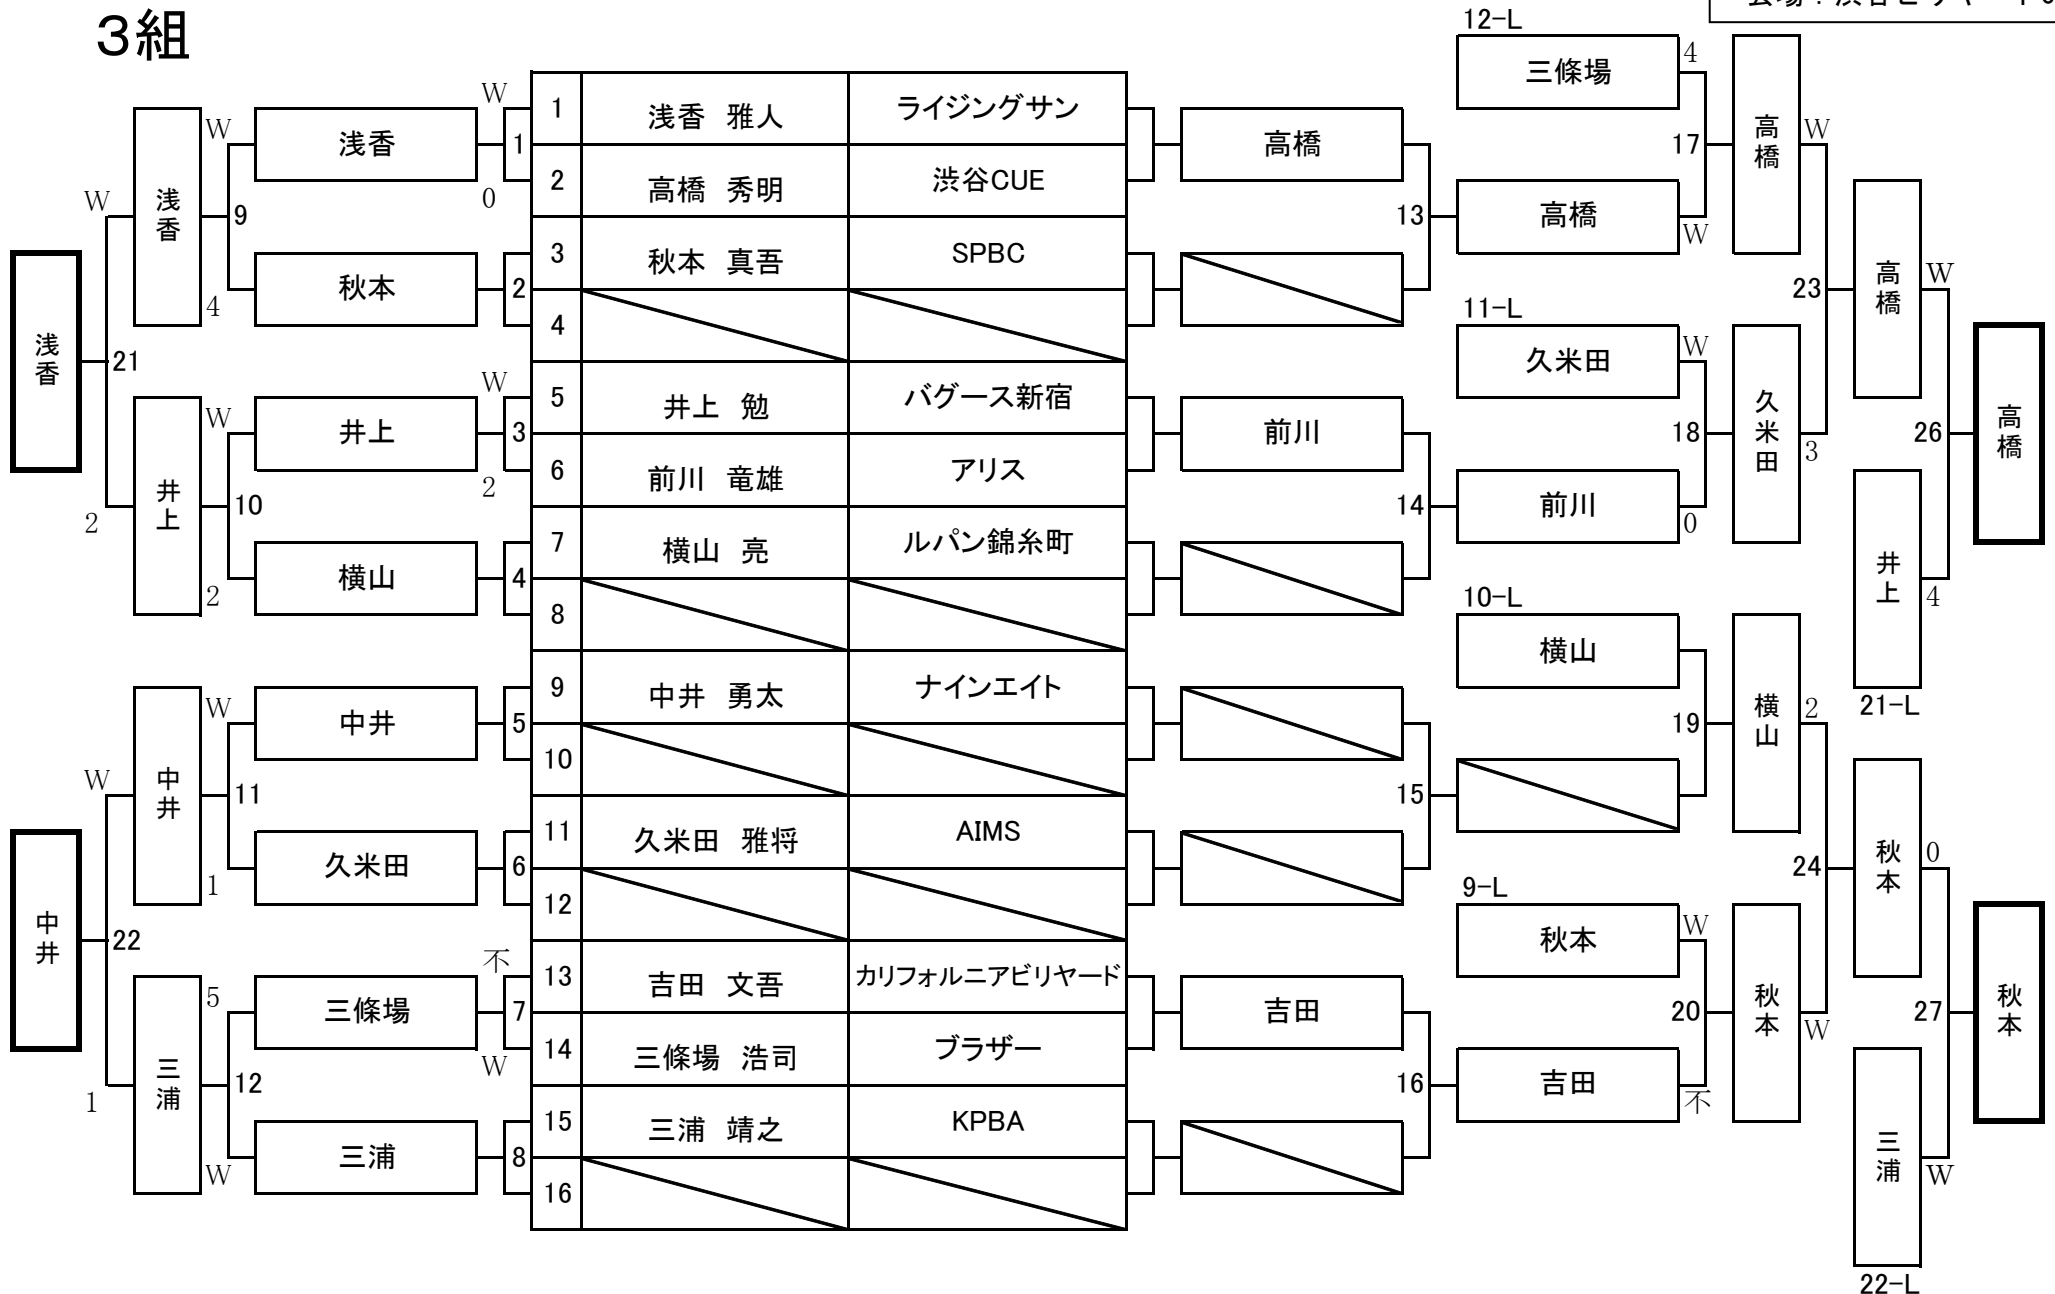 3組
会場：渋谷ビリヤードC
浅香
中井
W
2
W
1
21
22
浅香
井上
中井
三浦
W
4
W
2
W
1
5
W
9
10
11
12
浅香
秋本
井上
横山
中井
久米田
三條場
三浦
W
0
W
2
不
W
1
2
3
4
5
6
7
8
1 浅香 雅人 ライジングサン
2 高橋 秀明 渋谷CUE
3 秋本 真吾 SPBC
4
5 井上 勉 バグース新宿
6 前川 竜雄 アリス
7 横山 亮 ルパン錦糸町
8
9 中井 勇太 ナインエイト
10
11 久米田 雅将 AIMS
12
13 吉田 文吾 カリフォルニアビリヤード
14 三條場 浩司 ブラザー
15 三浦 靖之 KPBA
16
高橋
前川
吉田
13
14
15
16
12-L
三條場
4
高橋
W
11-L
久米田
W
前川
0
10-L
横山
9-L
秋本
W
吉田
不
17
18
19
20
高橋
W
久米田
3
横山
2
秋本
W
23
24
高橋
W
井上
4
21-L
秋本
0
三浦
W
22-L
26
27
高橋
秋本